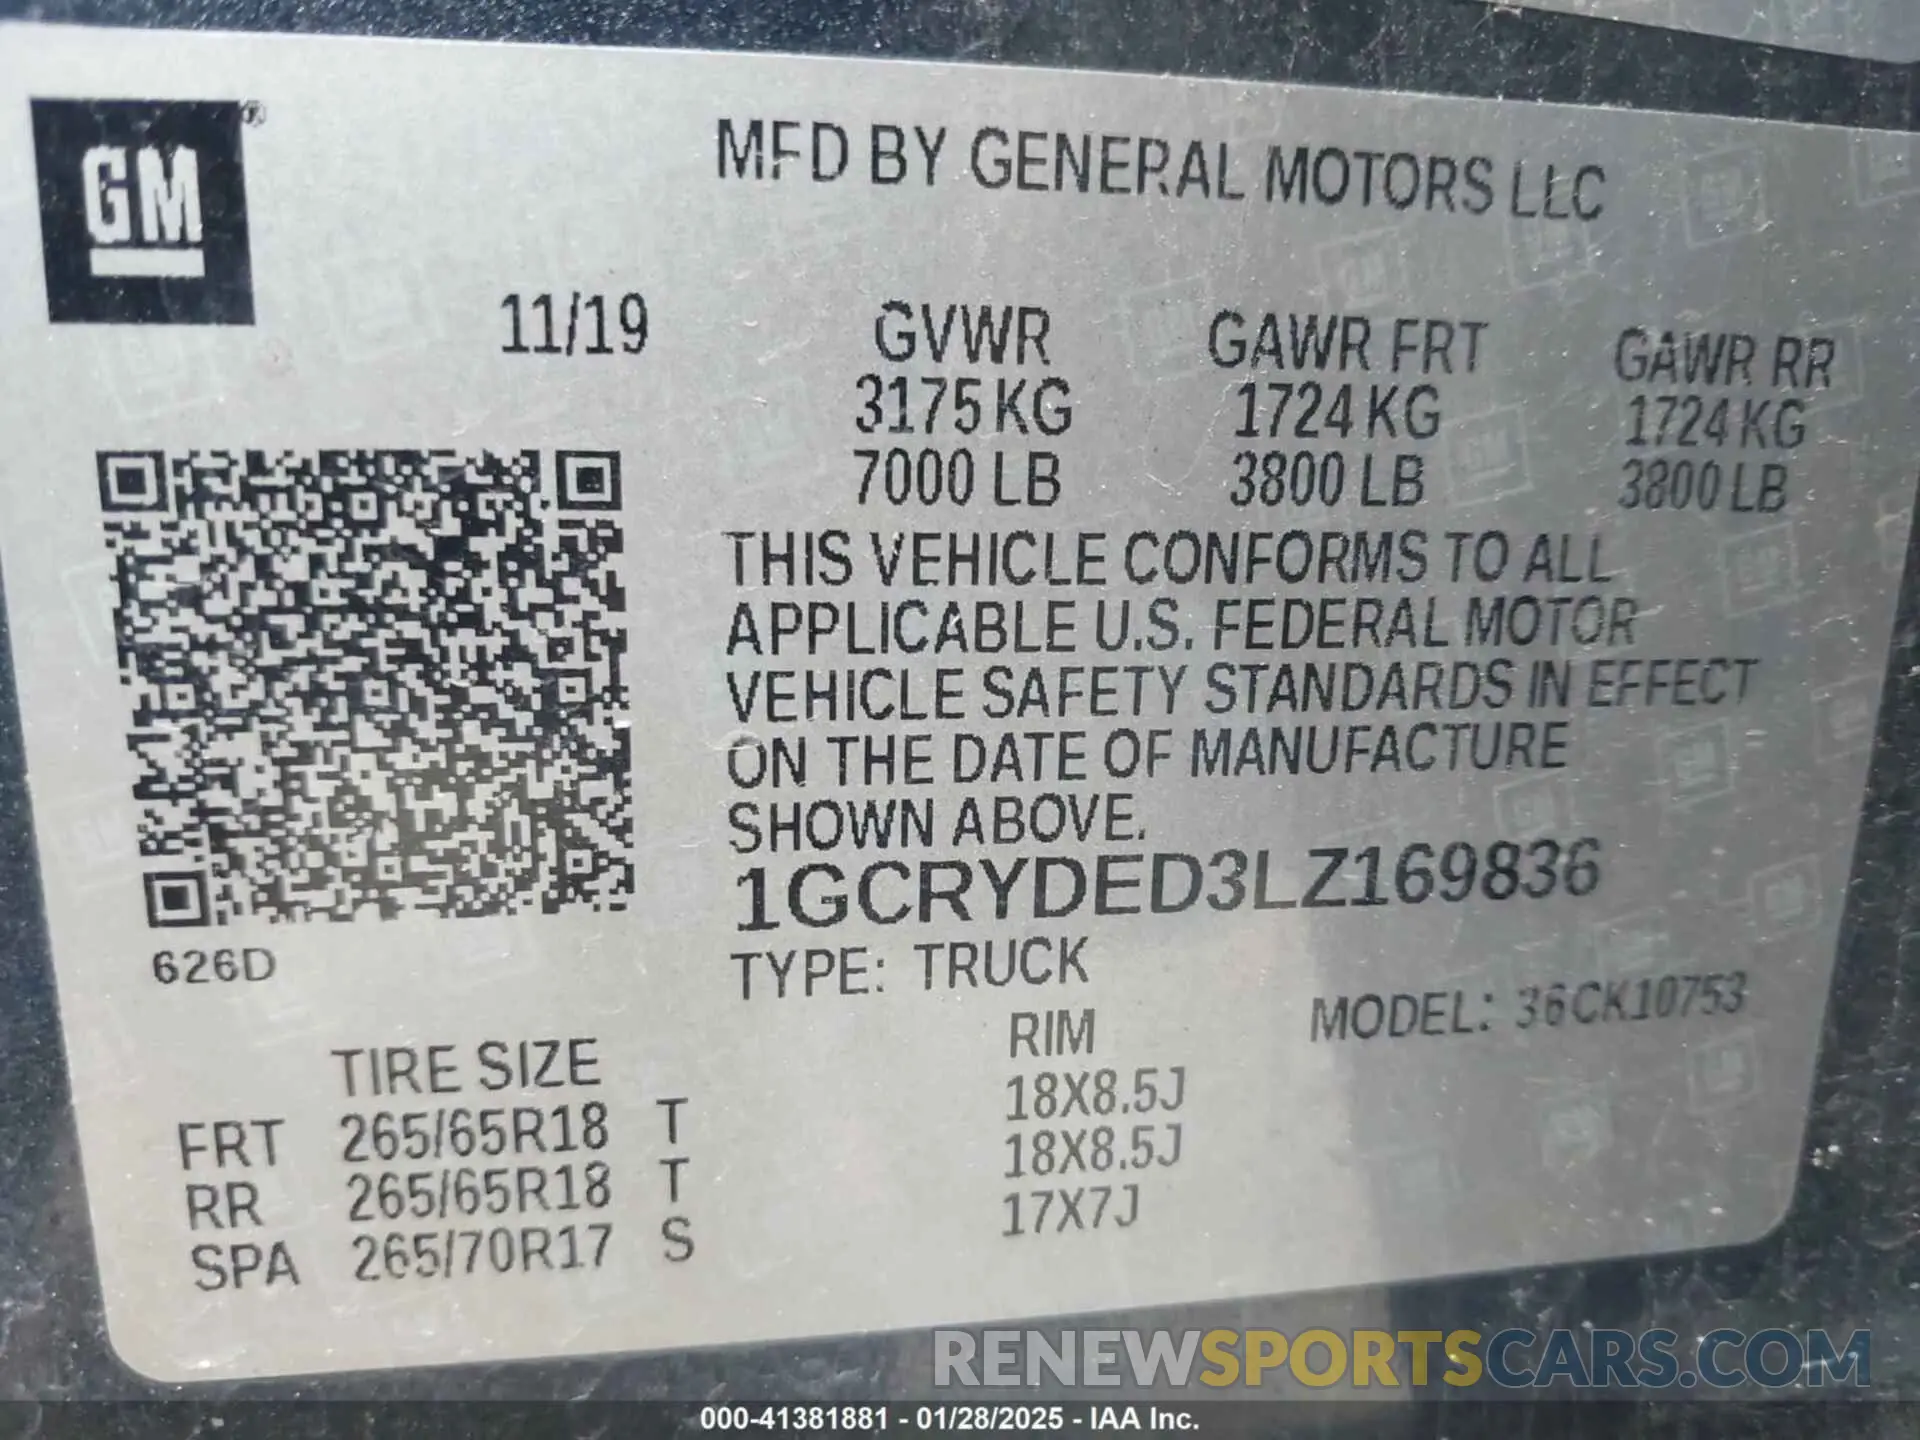 GM®
MFD BY GENERAL MOTORS LLC
11/19 GVWR GAWR FRT GAWR RR
3175 KG 1724 KG 1724 KG
7000 LB 3800 LB 3800 LB
THIS VEHICLE CONFORMS TO ALL
APPLICABLE U.S. FEDERAL MOTOR
VEHICLE SAFETY STANDARDS IN EFFECT
ON THE DATE OF MANUFACTURE
SHOWN ABOVE.
1GCRYDED3LZ169836
626D
TYPE: TRUCK MODEL: 36CK10753
TIRE SIZE RIM
FRT 265/65R18 T 18X8.5J
RR 265/65R18 T 18X8.5J
SPA 265/70R17 S 17X7J
RENEWSPORTSCARS.COM
000-41381881 - 01/28/2025 - IAA Inc.